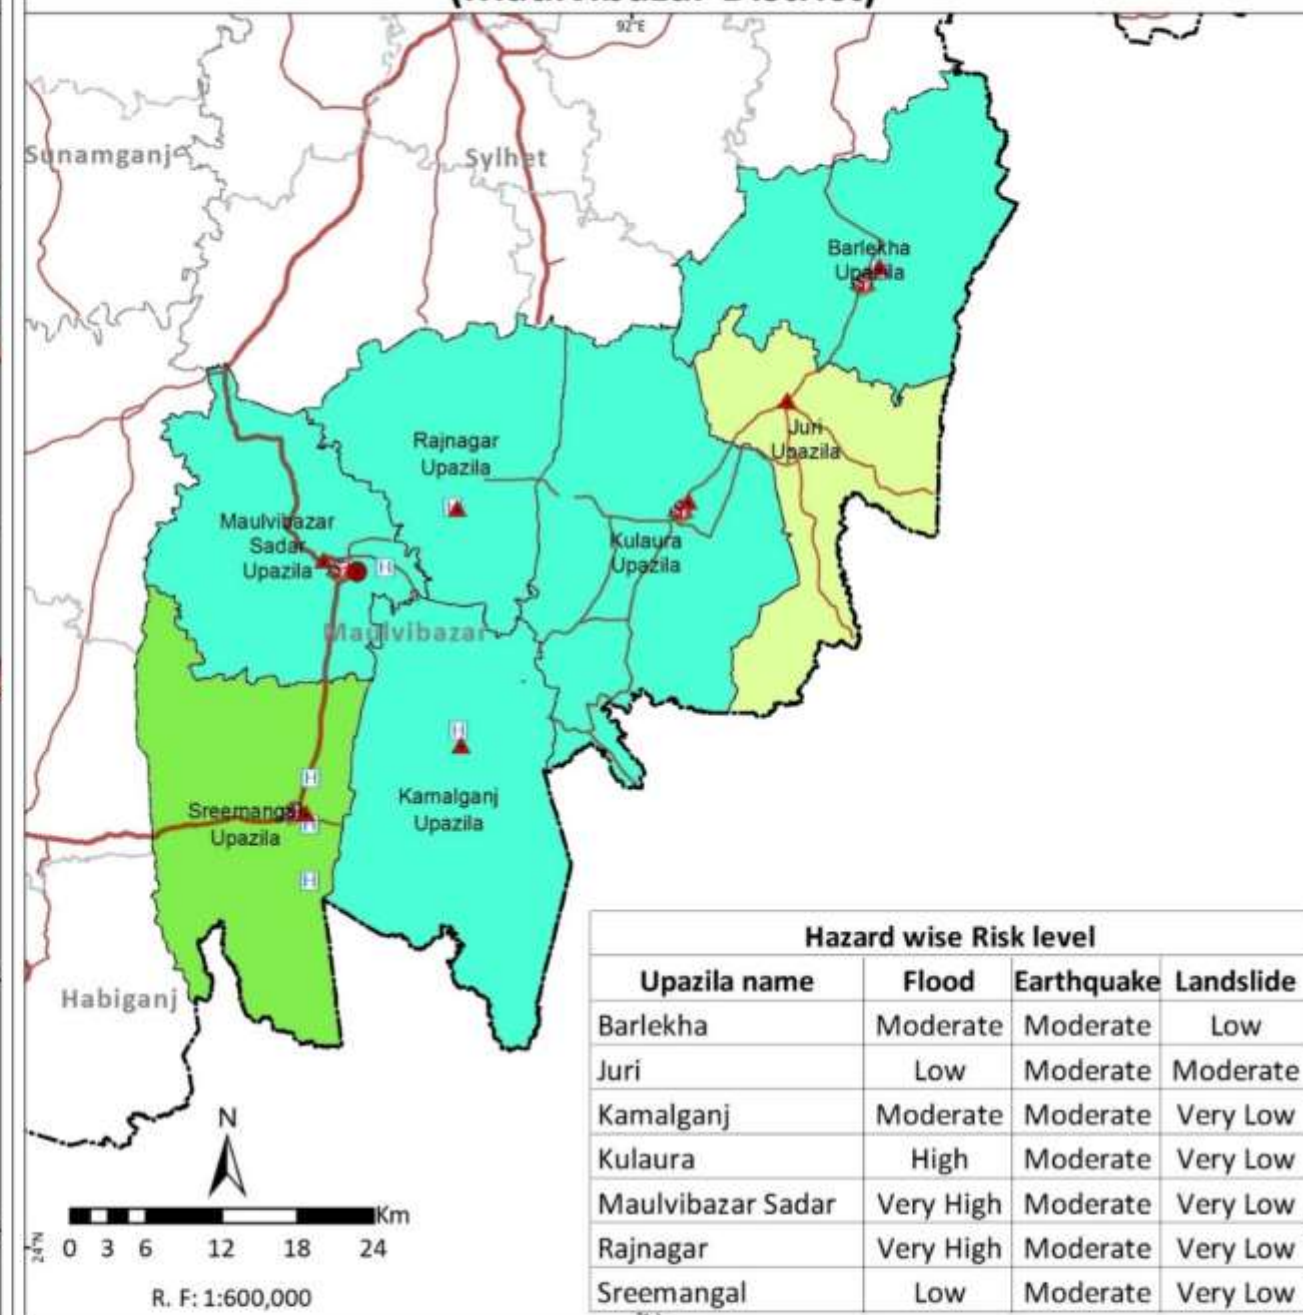 92°E
Sunamganj
Sylhet
Barlekha
Upazila
Juri
Upazila
Rajnagar
Upazila
Maulvibazar
Sadar
Upazila
Kulaura
Upazila
Maulvibazar
Kamalganj
Upazila
Sreemangal
Upazila
H
H
H
H
H
Habiganj
N
Km
0 3 6 12 18 24
24°N
R. F: 1:600,000
Hazard wise Risk level
Upazila name Flood Earthquake Landslide
Barlekha Moderate Moderate Low
Juri Low Moderate Moderate
Kamalganj Moderate Moderate Very Low
Kulaura High Moderate Very Low
Maulvibazar Sadar Very High Moderate Very Low
Rajnagar Very High Moderate Very Low
Sreemangal Low Moderate Very Low